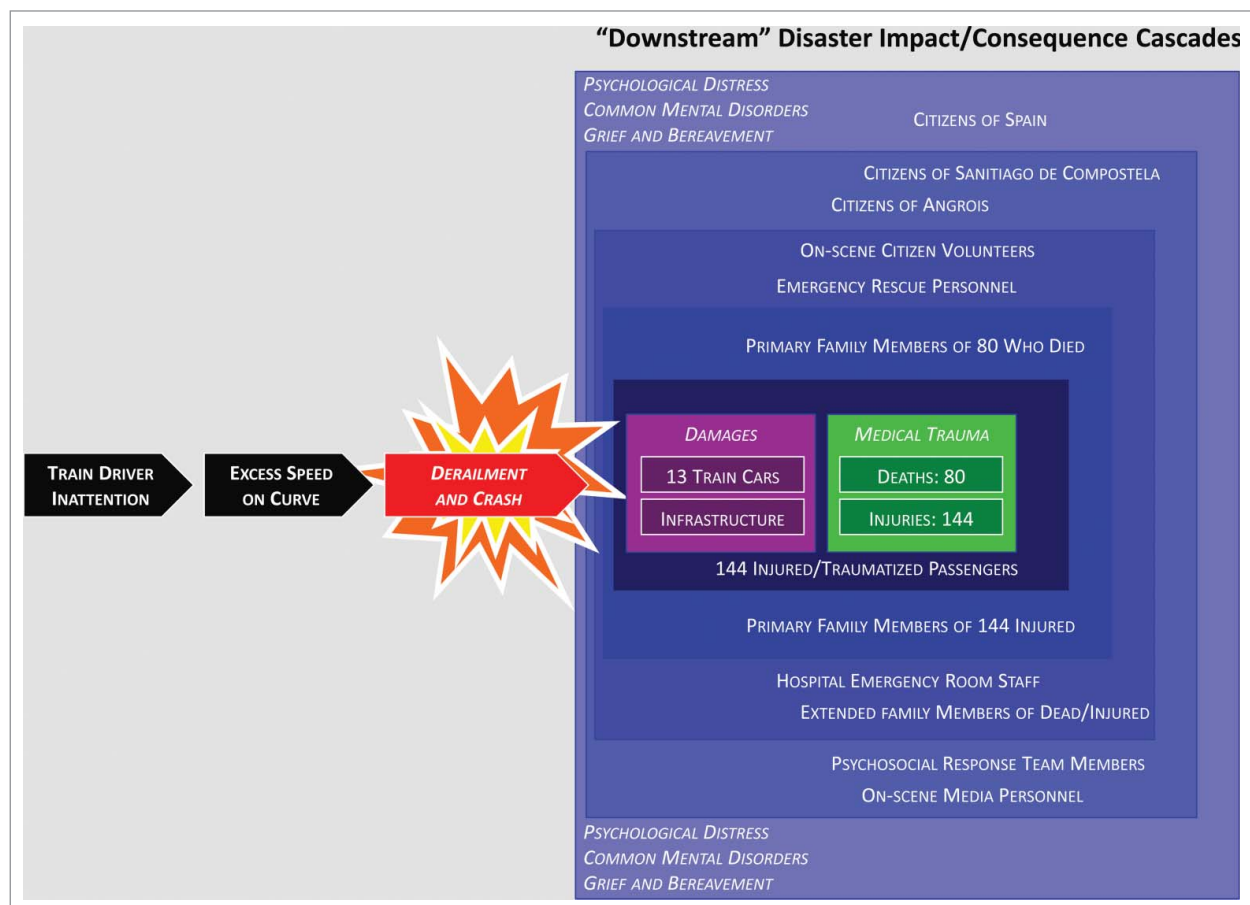 “Downstream” Disaster Impact/Consequence Cascades
Psychological Distress
Common Mental Disorders
Grief and Bereavement
Citizens of Spain
Citizens of Sanitiago de Compostela
Citizens of Angrois
On-scene Citizen Volunteers
Emergency Rescue Personnel
Primary Family Members of 80 Who Died
Train Driver
Inattention
Excess Speed
on Curve
Derailment
and Crash
Damages
13 Train Cars
Infrastructure
Medical Trauma
Deaths: 80
Injuries: 144
144 Injured/Traumatized Passengers
Primary Family Members of 144 Injured
Hospital Emergency Room Staff
Extended family Members of Dead/Injured
Psychosocial Response Team Members
On-scene Media Personnel
Psychological Distress
Common Mental Disorders
Grief and Bereavement